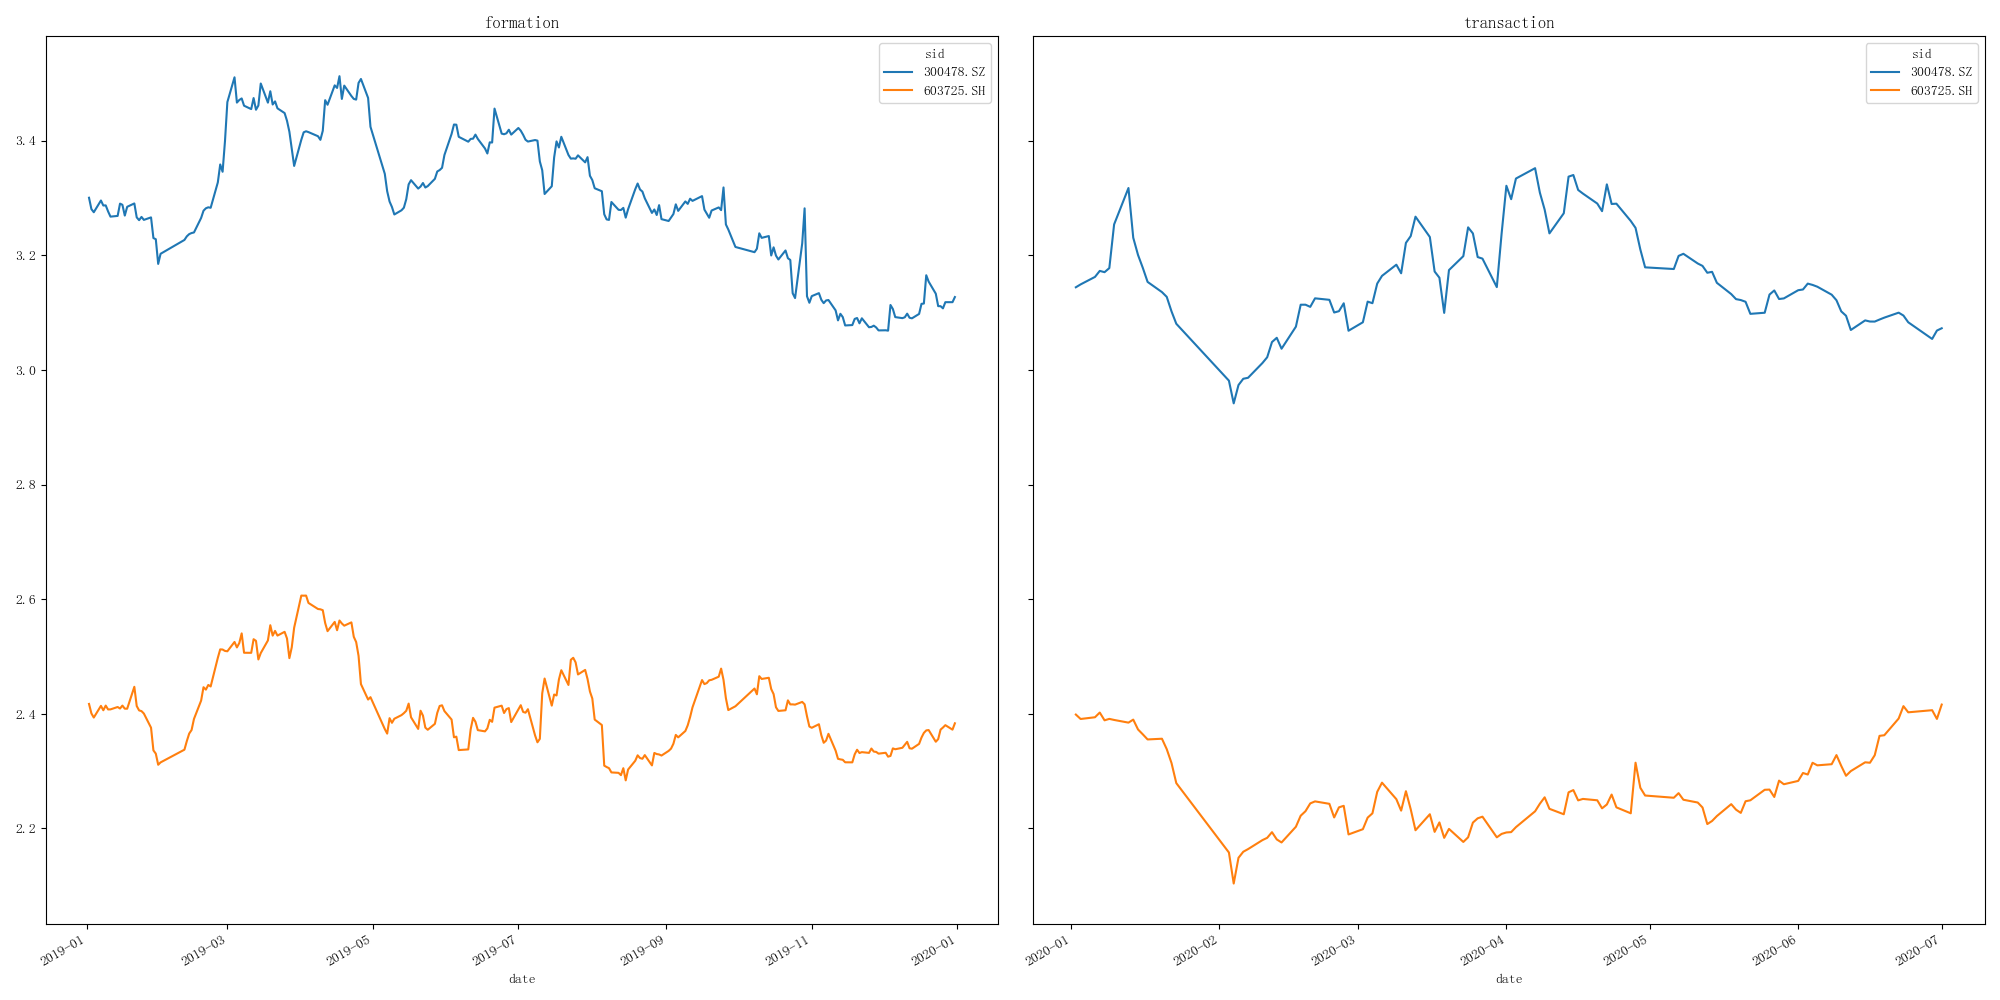 formation
sid
300478.SZ
603725.SH
3.4
3.2
3.0
2.8
2.6
2.4
2.2
2019-01
2019-03
2019-05
2019-07
2019-09
2019-11
2020-01
date
transaction
sid
300478.SZ
603725.SH
2020-01
2020-02
2020-03
2020-04
2020-05
2020-06
2020-07
date